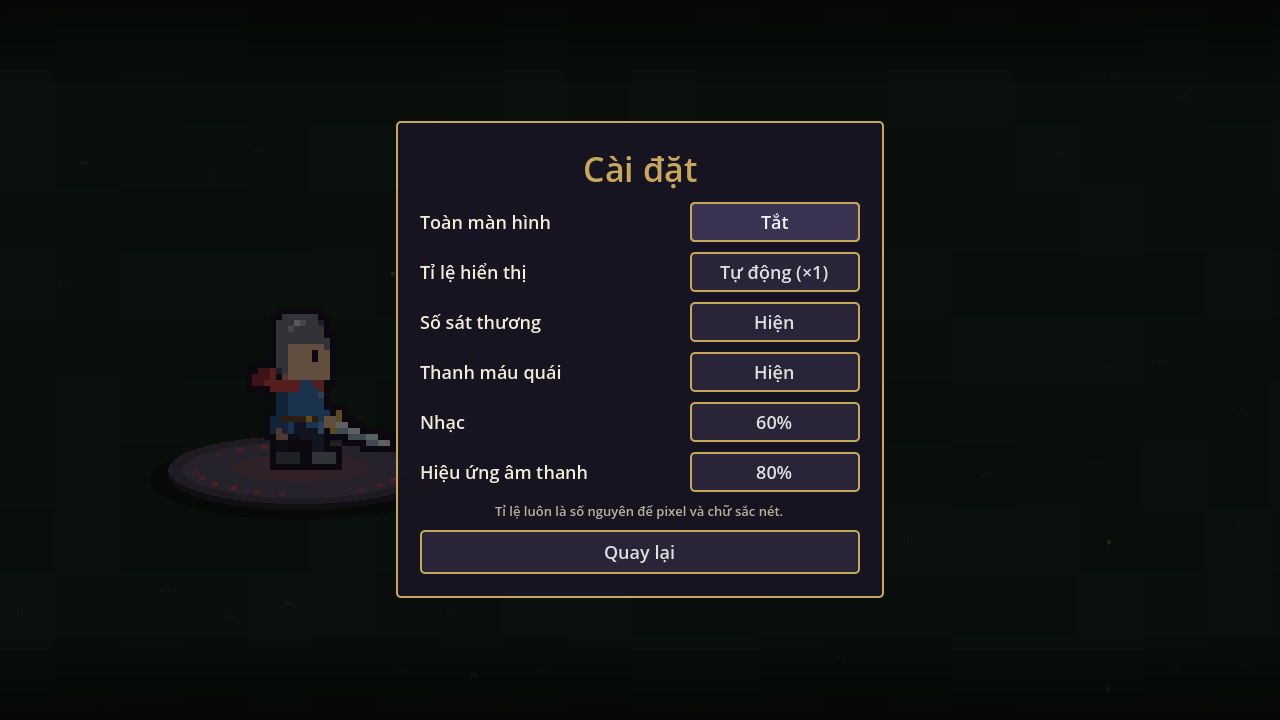 Cài đặt
Toàn màn hình Tắt
Tỉ lệ hiển thị Tự động (×1)
Số sát thương Hiện
Thanh máu quái Hiện
Nhạc 60%
Hiệu ứng âm thanh 80%
Tỉ lệ luôn là số nguyên để pixel và chữ sắc nét.
Quay lại